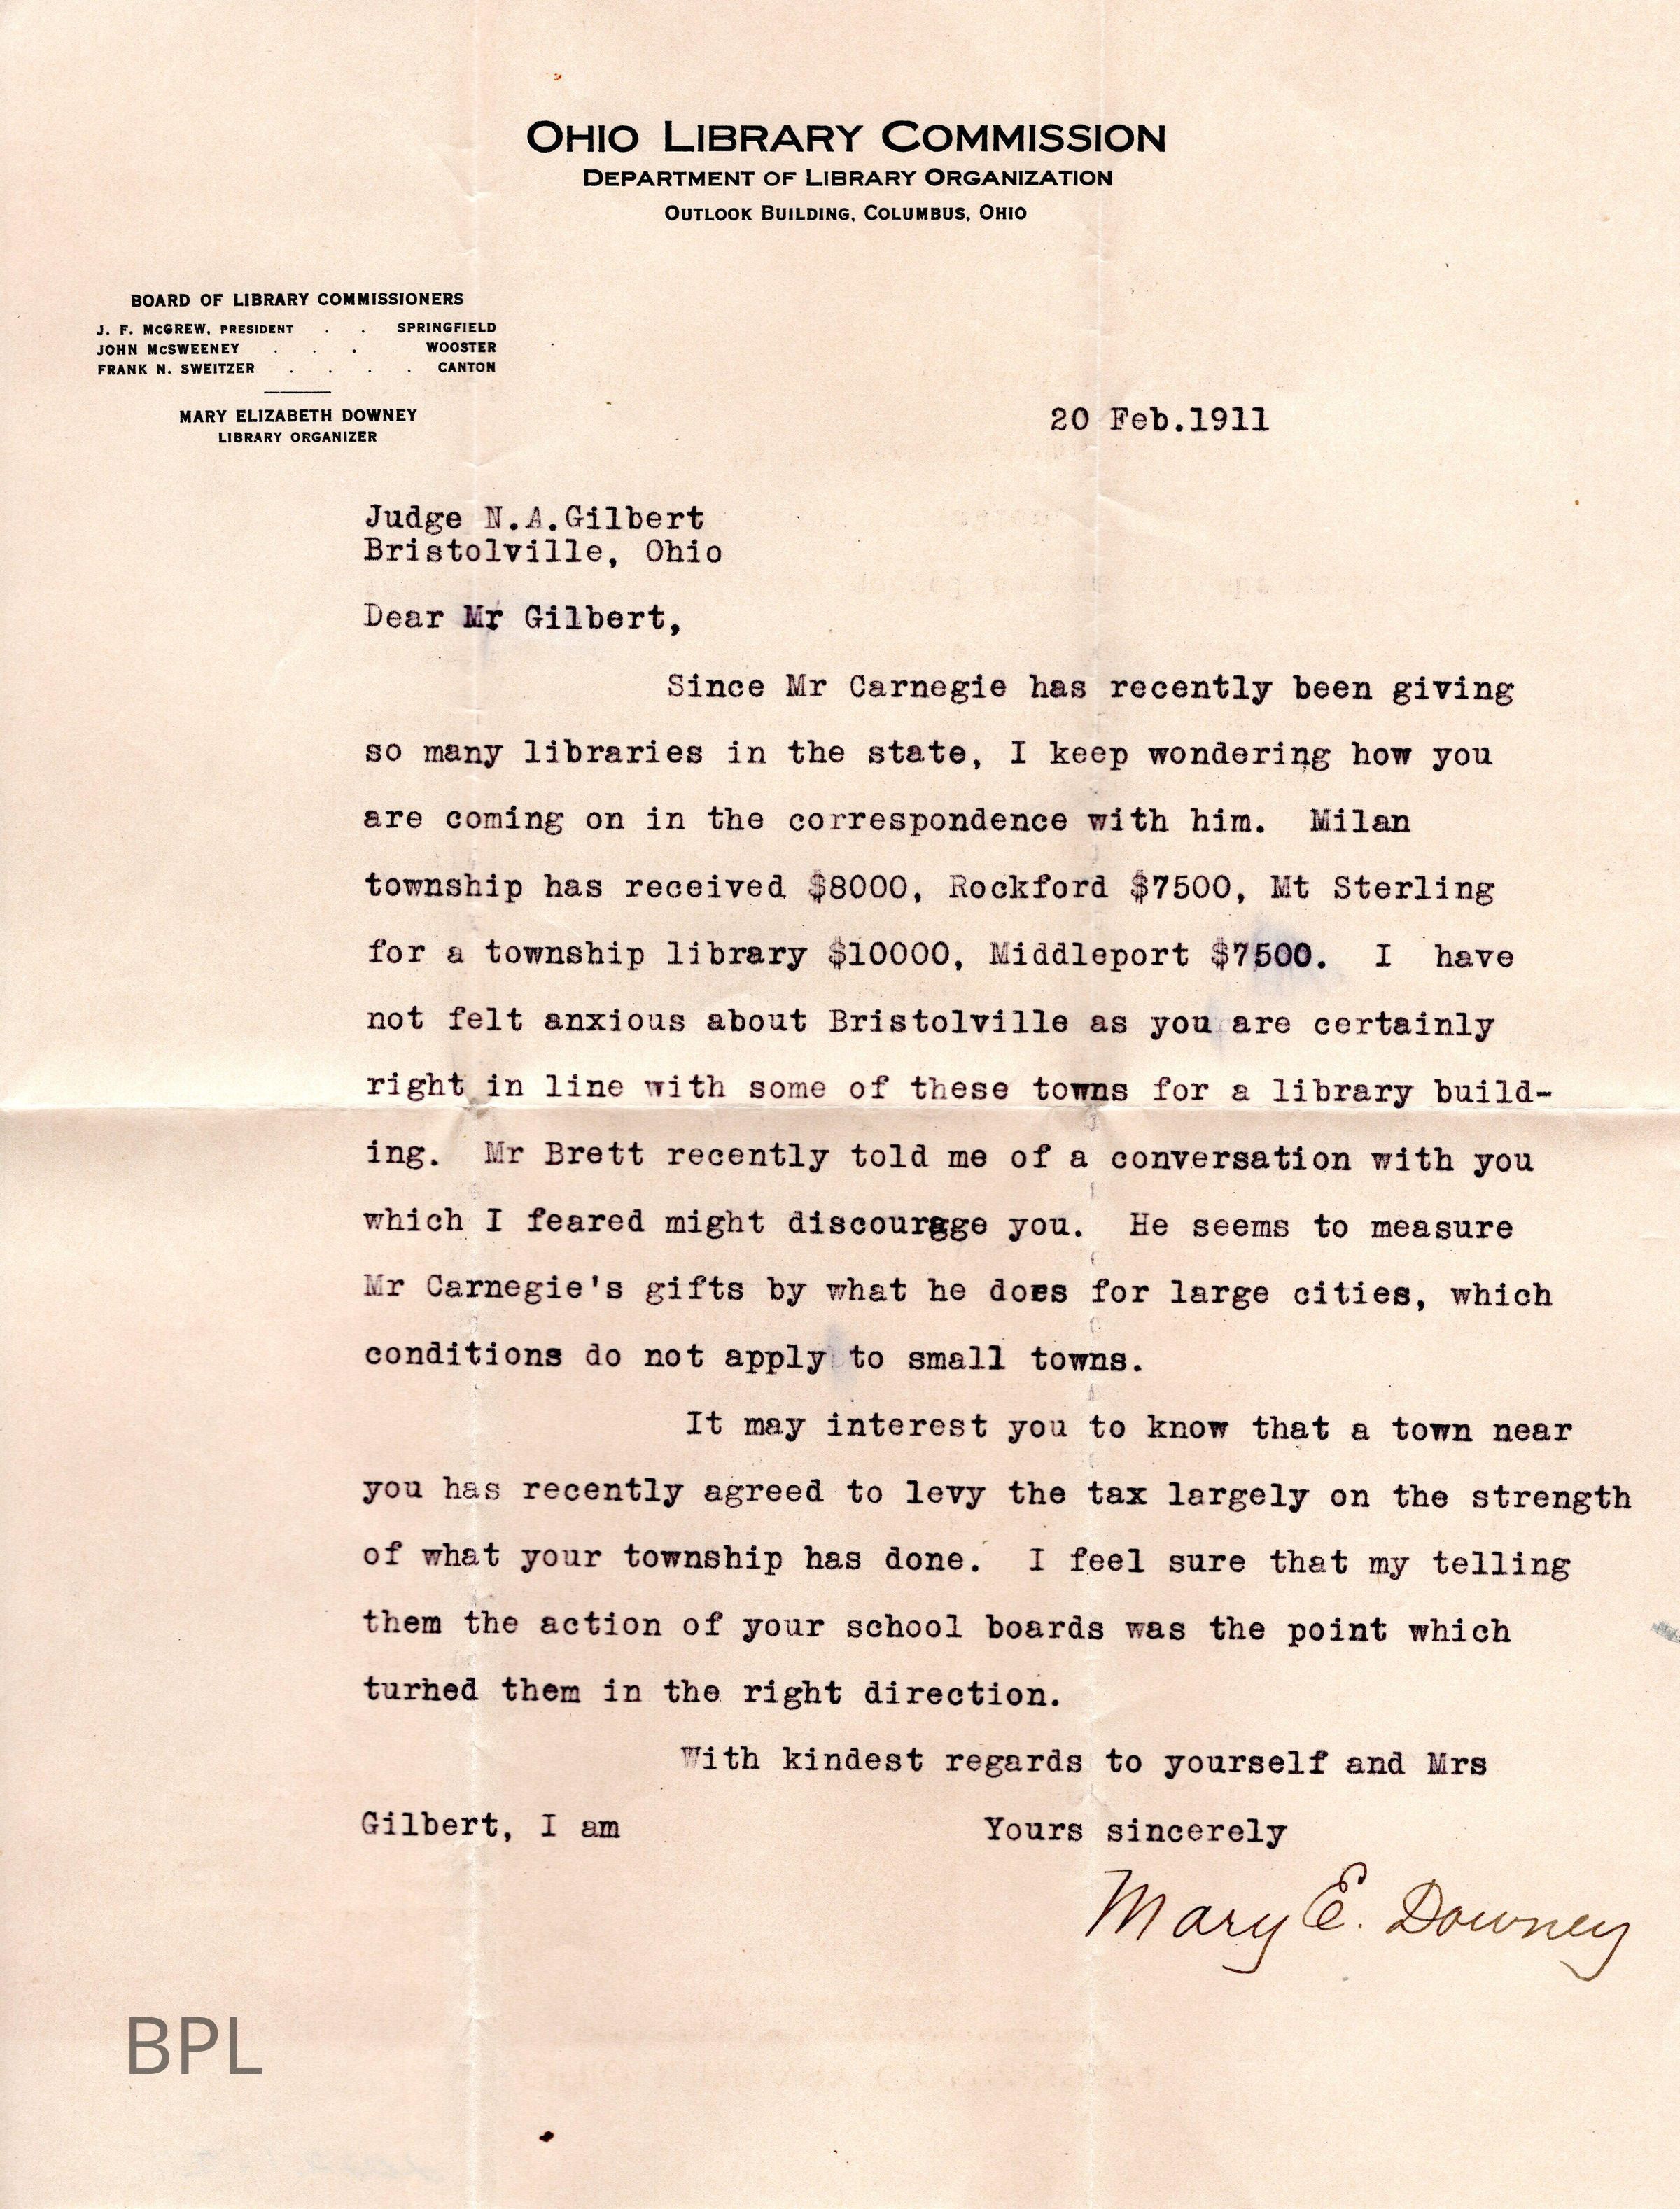 OHIO LIBRARY COMMISSION
DEPARTMENT OF LIBRARY ORGANIZATION
OUTLOOK BUILDING, COLUMBUS, OHIO
BOARD OF LIBRARY COMMISSIONERS
J. F. McGREW, PRESIDENT . . SPRINGFIELD
JOHN McSWEENEY . . . . WOOSTER
FRANK N. SWEITZER . . . . CANTON
MARY ELIZABETH DOWNEY
LIBRARY ORGANIZER
20 Feb.1911
Judge N.A.Gilbert
Bristolville, Ohio
Dear Mr Gilbert,
Since Mr Carnegie has recently been giving
so many libraries in the state, I keep wondering how you
are coming on in the correspondence with him. Milan
township has received $8000, Rockford $7500, Mt Sterling
for a township library $10000, Middleport $7500. I have
not felt anxious about Bristolville as you are certainly
right in line with some of these towns for a library build-
ing. Mr Brett recently told me of a conversation with you
which I feared might discourage you. He seems to measure
Mr Carnegie's gifts by what he does for large cities, which
conditions do not apply to small towns.
It may interest you to know that a town near
you has recently agreed to levy the tax largely on the strength
of what your township has done. I feel sure that my telling
them the action of your school boards was the point which
turned them in the right direction.
With kindest regards to yourself and Mrs
Gilbert, I am Yours sincerely
Mary E. Downey
BPL